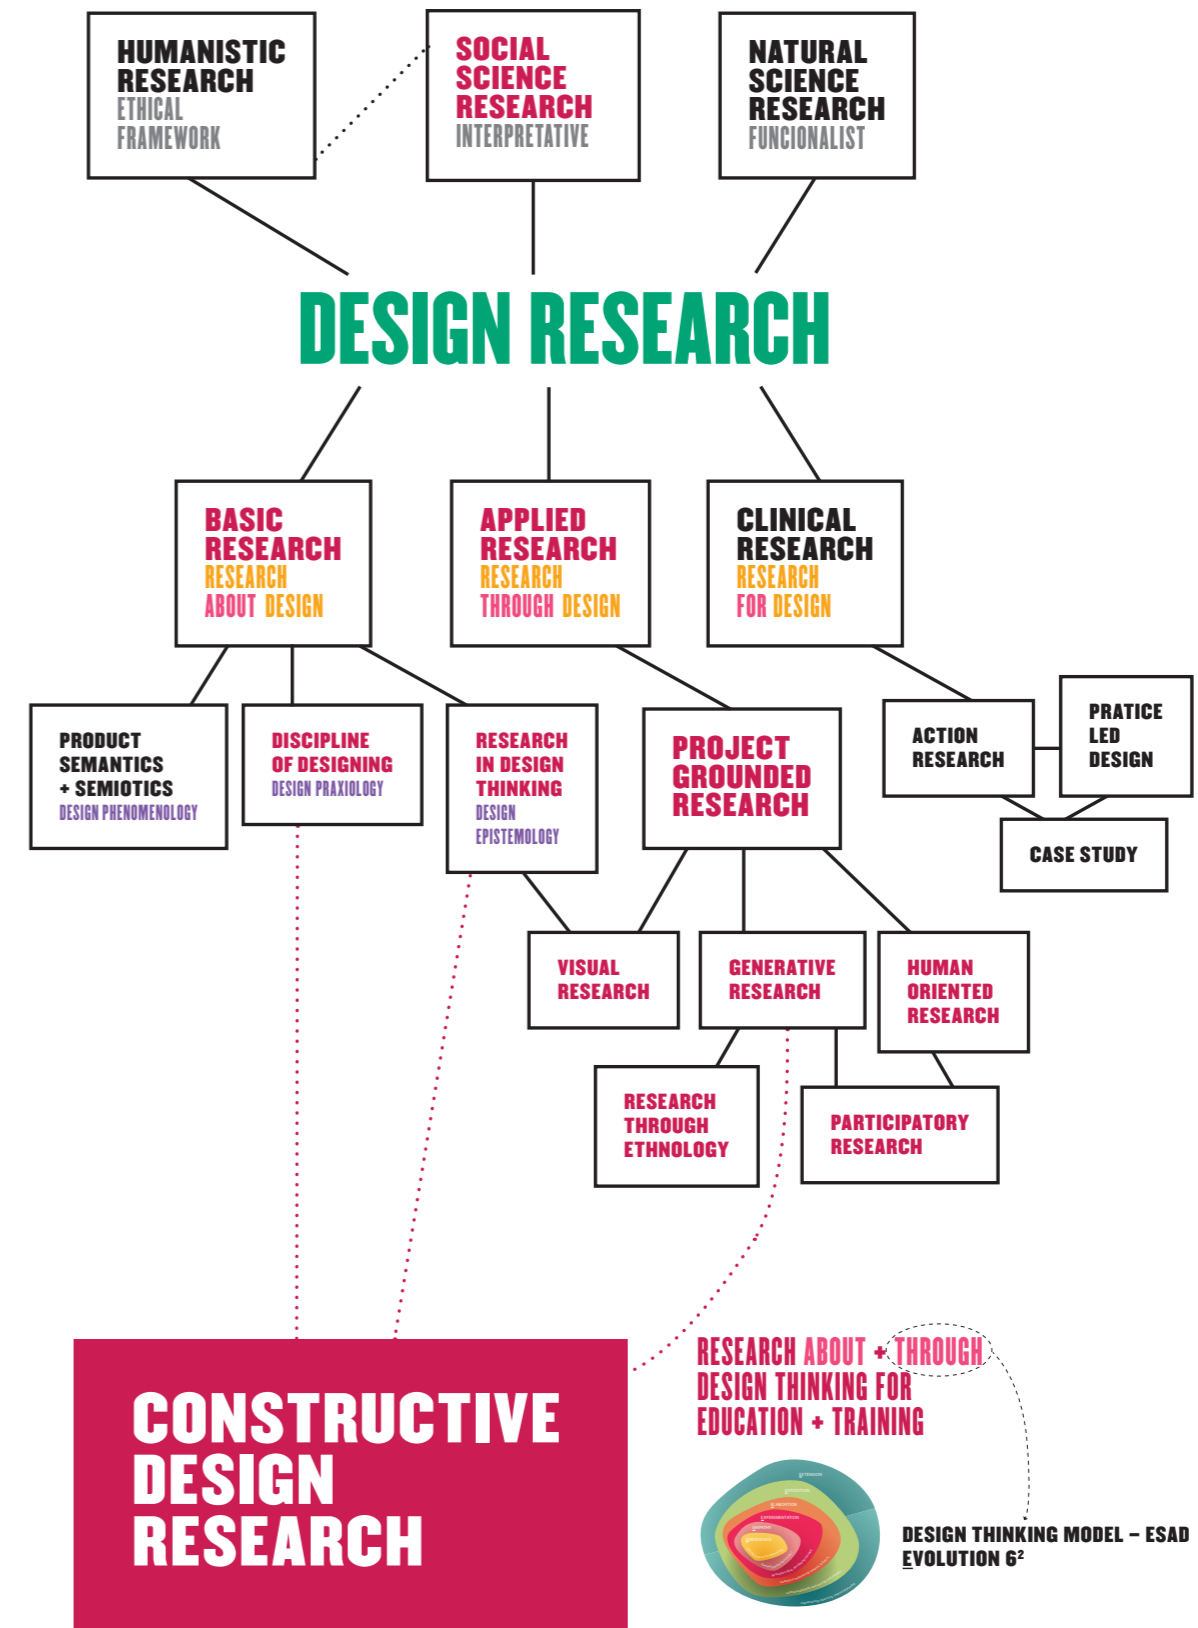 HUMANISTIC
RESEARCH
ETHICAL
FRAMEWORK
SOCIAL
SCIENCE
RESEARCH
INTERPRETATIVE
NATURAL
SCIENCE
RESEARCH
FUNCIONALIST
DESIGN RESEARCH
BASIC
RESEARCH
RESEARCH
ABOUT DESIGN
APPLIED
RESEARCH
RESEARCH
THROUGH DESIGN
CLINICAL
RESEARCH
RESEARCH
FOR DESIGN
PRODUCT
SEMANTICS
+ SEMIOTICS
DESIGN PHENOMENOLOGY
DISCIPLINE
OF DESIGNING
DESIGN PRAXIOLOGY
RESEARCH
IN DESIGN
THINKING
DESIGN
EPISTEMOLOGY
PROJECT
GROUNDED
RESEARCH
ACTION
RESEARCH
PRATICE
LED
DESIGN
CASE STUDY
VISUAL
RESEARCH
GENERATIVE
RESEARCH
HUMAN
ORIENTED
RESEARCH
RESEARCH
THROUGH
ETHNOLOGY
PARTICIPATORY
RESEARCH
CONSTRUCTIVE
DESIGN
RESEARCH
RESEARCH ABOUT + THROUGH
DESIGN THINKING FOR
EDUCATION + TRAINING
EXTENSION
EXPOSITION
ELABORTION
EXPERIMENTATION
DESIGN THINKING MODEL – ESAD
EVOLUTION 6²